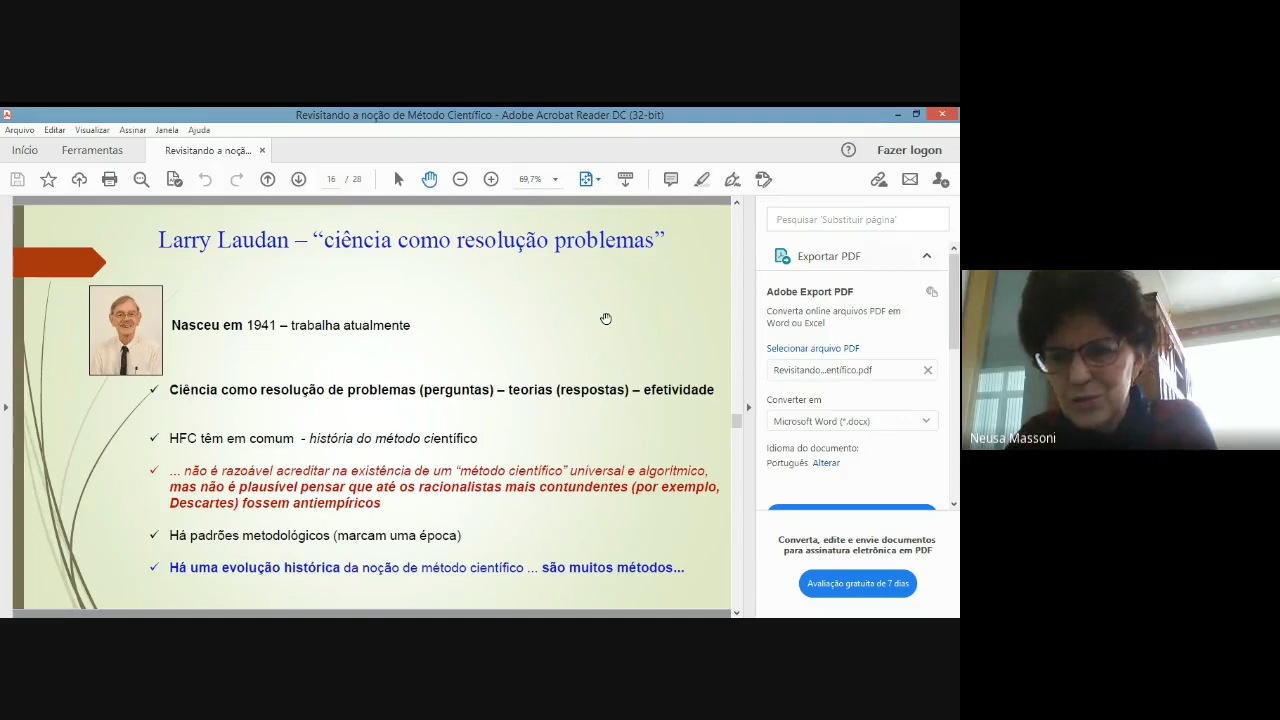 Revisitando a noção de Método Científico - Adobe Acrobat Reader DC (32-bit)
Arquivo Editar Visualizar Assinar Janela Ajuda
Início Ferramentas Revisitando a noçã... × Fazer logon
16 / 28 69,7%
Larry Laudan – “ciência como resolução problemas”
Nasceu em 1941 – trabalha atualmente
Ciência como resolução de problemas (perguntas) – teorias (respostas) – efetividade
HFC têm em comum - história do método científico
... não é razoável acreditar na existência de um “método científico” universal e algorítmico,
mas não é plausível pensar que até os racionalistas mais contundentes (por exemplo,
Descartes) fossem antiempíricos
Há padrões metodológicos (marcam uma época)
Há uma evolução histórica da noção de método científico ... são muitos métodos...
Pesquisar 'Substituir página'
Exportar PDF
Adobe Export PDF
Converta online arquivos PDF em
Word ou Excel
Selecionar arquivo PDF
Revisitando...entífico.pdf
Converter em
Microsoft Word (*.docx)
Idioma do documento:
Português Alterar
Converta, edite e envie documentos
para assinatura eletrônica em PDF
Avaliação gratuita de 7 dias
Neusa Massoni